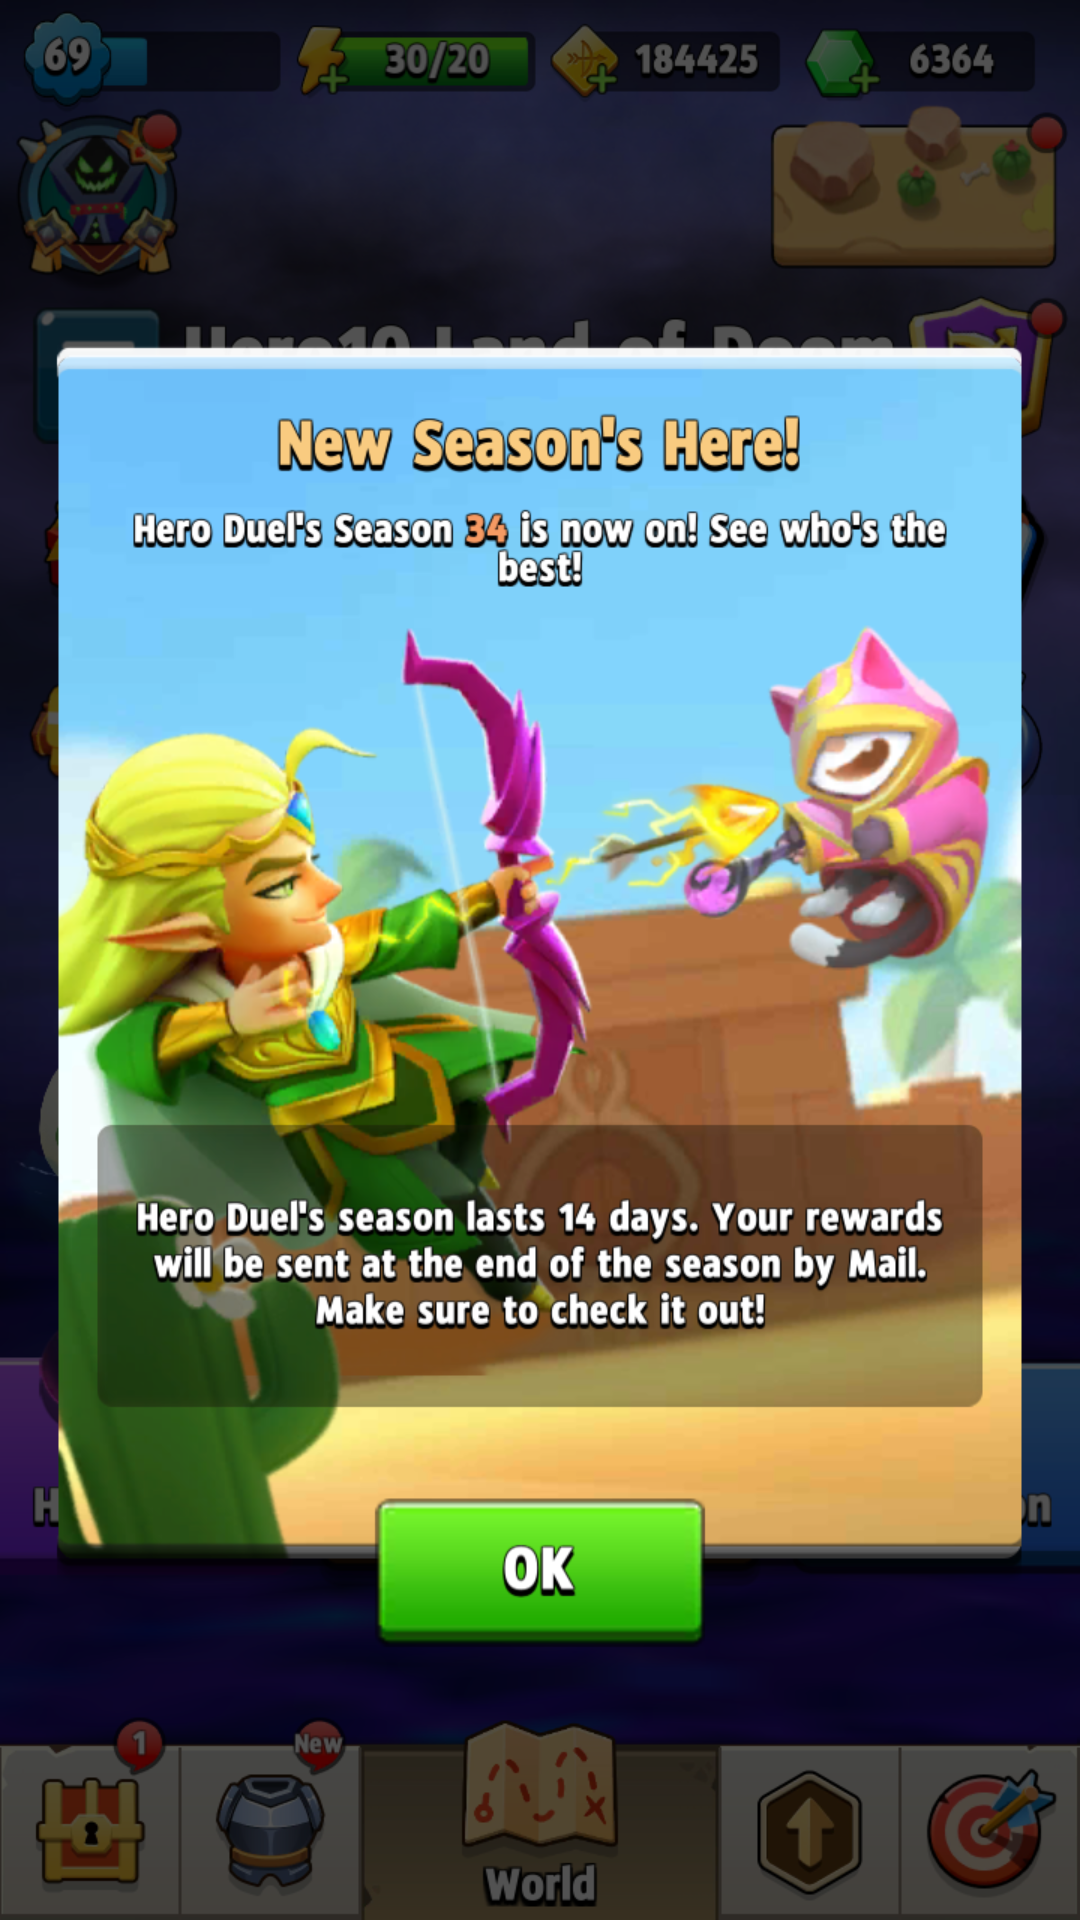 69
30/20
184425
6364
Hero10 Land of Doom
New Season's Here!
Hero Duel's Season 34 is now on! See who's the
best!
Hero Duel's season lasts 14 days. Your rewards
will be sent at the end of the season by Mail.
Make sure to check it out!
H
on
OK
1
New
World